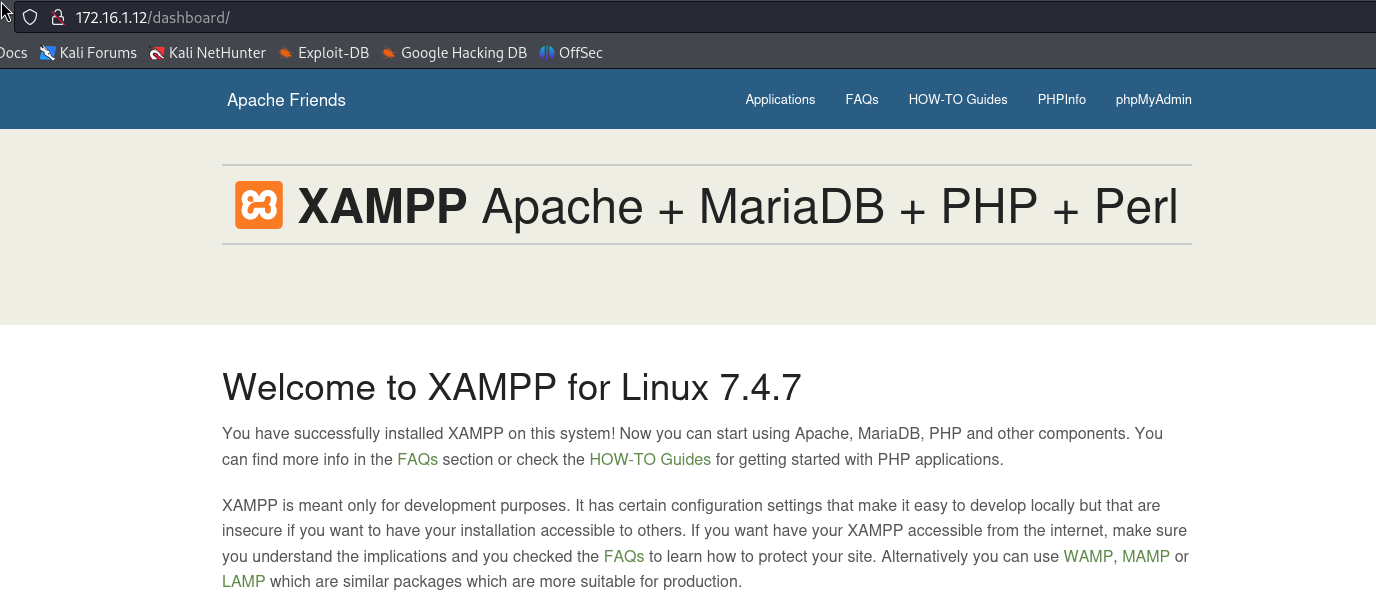 172.16.1.12/dashboard/
Docs Kali Forums Kali NetHunter Exploit-DB Google Hacking DB OffSec
Apache Friends Applications FAQs HOW-TO Guides PHPInfo phpMyAdmin
XAMPP Apache + MariaDB + PHP + Perl
Welcome to XAMPP for Linux 7.4.7
You have successfully installed XAMPP on this system! Now you can start using Apache, MariaDB, PHP and other components. You
can find more info in the FAQs section or check the HOW-TO Guides for getting started with PHP applications.
XAMPP is meant only for development purposes. It has certain configuration settings that make it easy to develop locally but that are
insecure if you want to have your installation accessible to others. If you want have your XAMPP accessible from the internet, make sure
you understand the implications and you checked the FAQs to learn how to protect your site. Alternatively you can use WAMP, MAMP or
LAMP which are similar packages which are more suitable for production.